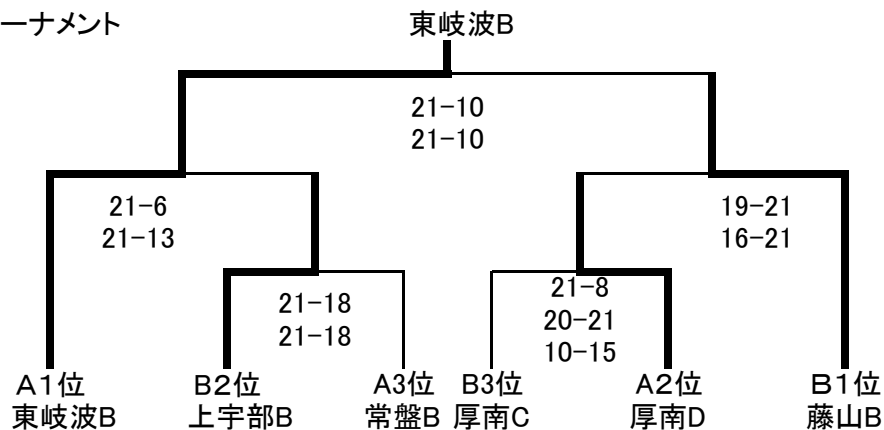 ーナメント
東岐波B
21-10
21-10
21-6
21-13
19-21
16-21
21-18
21-18
21-8
20-21
10-15
A1位
東岐波B
B2位
上宇部B
A3位
常盤B
B3位
厚南C
A2位
厚南D
B1位
藤山B